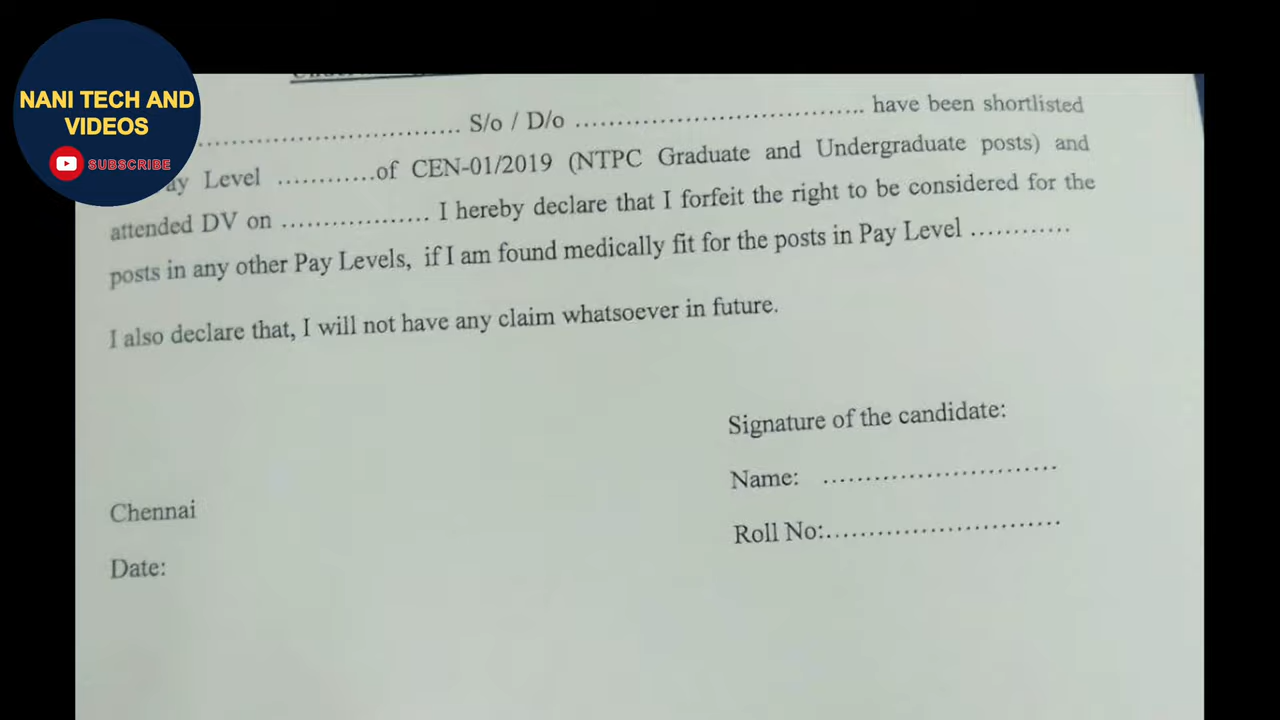 NANI TECH AND
VIDEOS
SUBSCRIBE
................................ S/o / D/o .................................. have been shortlisted
ay Level ............of CEN-01/2019 (NTPC Graduate and Undergraduate posts) and
attended DV on .................. I hereby declare that I forfeit the right to be considered for the
posts in any other Pay Levels, if I am found medically fit for the posts in Pay Level ............
I also declare that, I will not have any claim whatsoever in future.
Signature of the candidate:
Name: ............................
Chennai
Roll No:............................
Date: